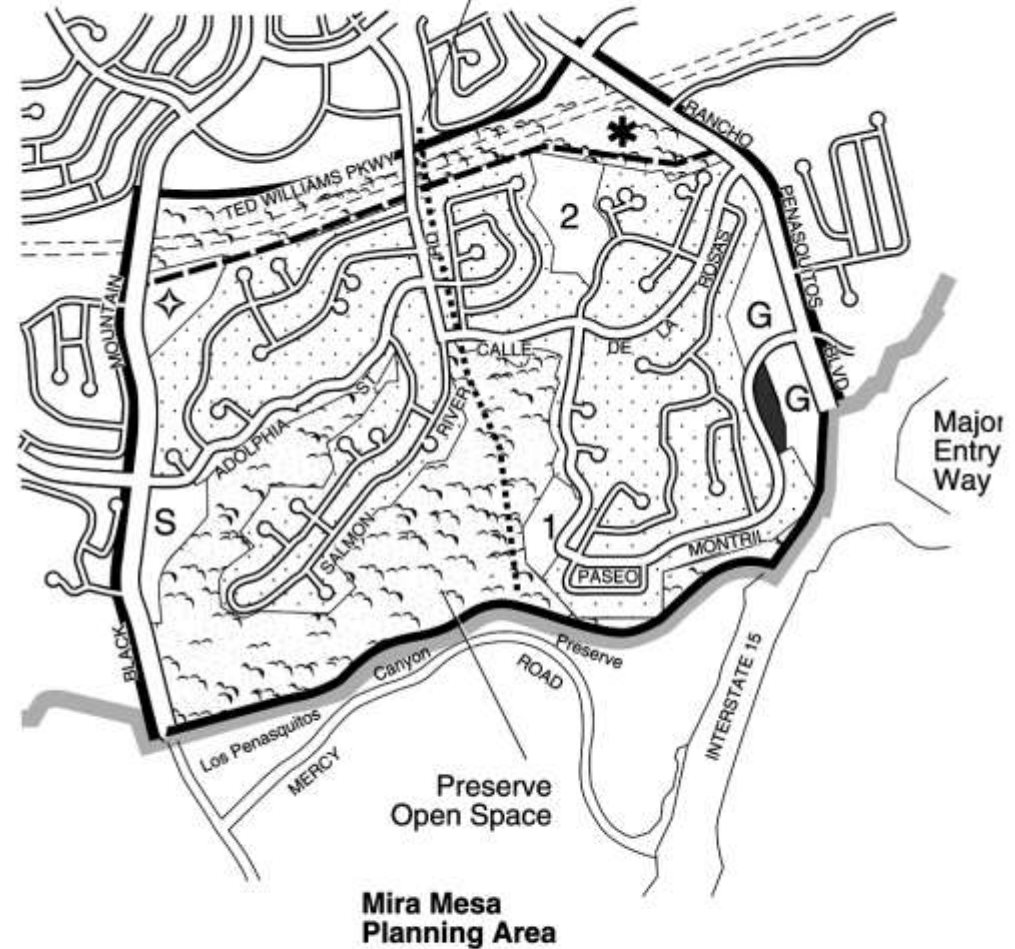 RANCHO
TED WILLIAMS PKWY
2
PENASQUITOS
RD
ROSAS
MOUNTAIN
G
CALLE
DE
LA
BLVD
ST
G
RIVER
ADOLPHIA
Major
Entry
Way
S
SALMON
1
MONTRIL
PASEO
BLACK
Canyon
Preserve
ROAD
INTERSTATE 15
Los Penasquitos
MERCY
Preserve
Open Space
Mira Mesa
Planning Area